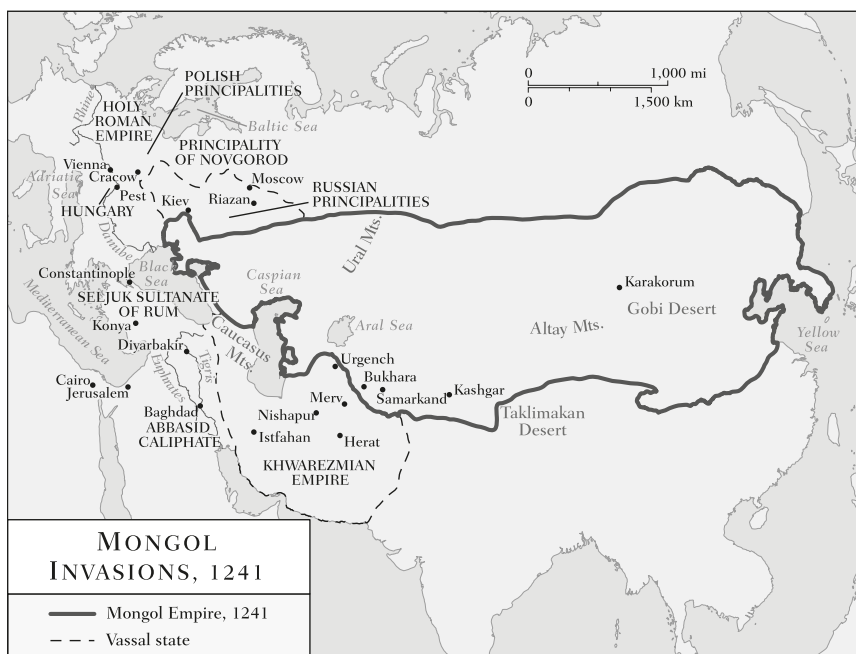 0 1,000 mi
0 1,500 km
POLISH
PRINCIPALITIES
Rhine
HOLY
ROMAN
EMPIRE
Baltic Sea
PRINCIPALITY
OF NOVGOROD
Vienna
Cracow
Moscow
Adriatic
Sea
Pest
Riazan
RUSSIAN
PRINCIPALITIES
HUNGARY
Kiev
Danube
Ural Mts.
Constantinople
Black
Sea
Caspian
Sea
Karakorum
SELJUK SULTANATE
OF RUM
Gobi Desert
Mediterranean Sea
Konya
Caucasus
Mts.
Aral Sea
Altay Mts.
Yellow
Sea
Diyarbakir
Tigris
Euphrates
Urgench
Cairo
Jerusalem
Bukhara
Samarkand
Kashgar
Merv
Baghdad
Nishapur
Taklimakan
Desert
ABBASID
CALIPHATE
Istfahan
Herat
KHWAREZMIAN
EMPIRE
MONGOL
INVASIONS, 1241
Mongol Empire, 1241
Vassal state